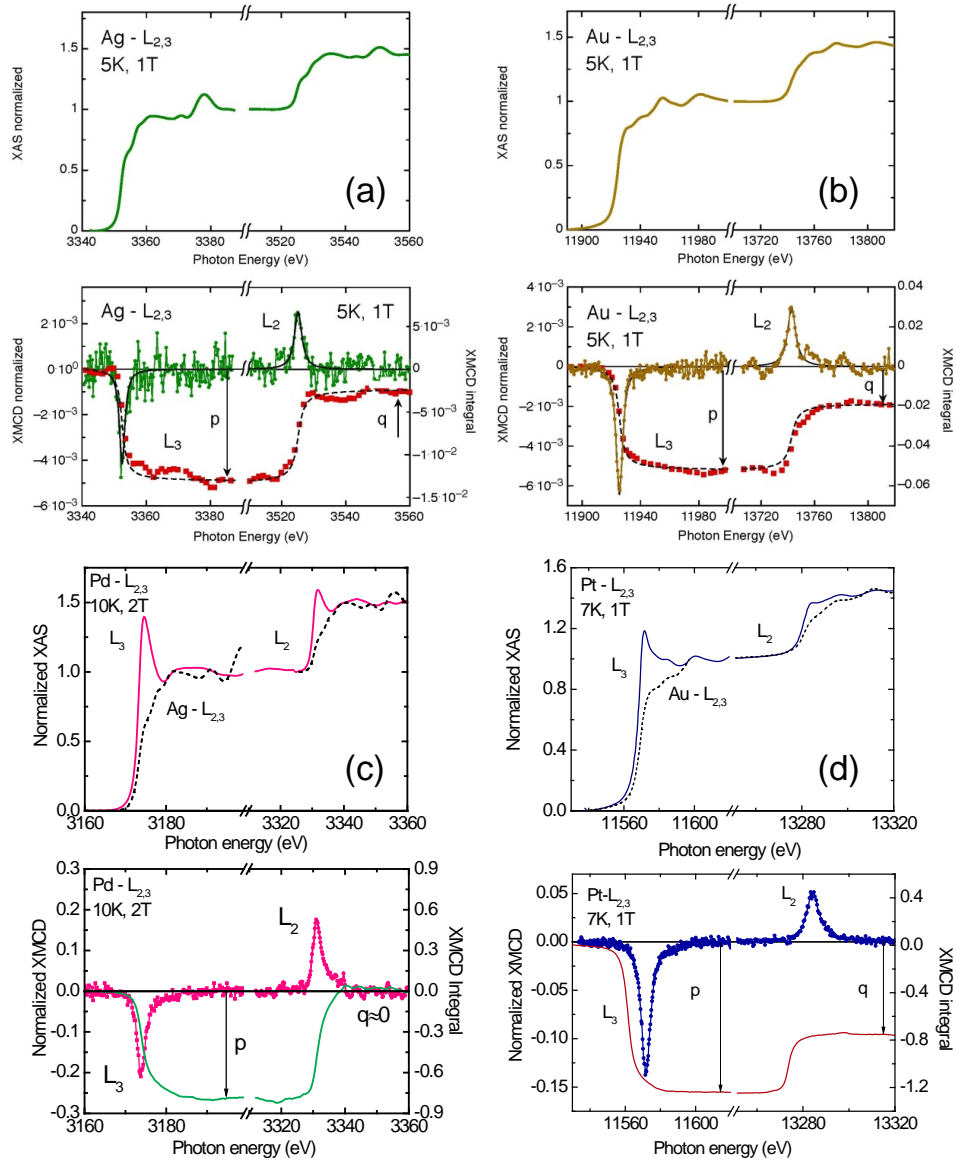 Ag - L2,3
5K, 1T
1.5
1
0.5
0
XAS normalized
(a)
3340 3360 3380 3520 3540 3560
Photon Energy (eV)
Au - L2,3
5K, 1T
1.5
1
0.5
0
XAS normalized
(b)
11900 11940 11980 13720 13760 13800
Photon Energy (eV)
Ag - L2,3
5K, 1T
L2
L3
p
q
2·10-3
0·100
-2·10-3
-4·10-3
-6·10-3
XMCD normalized
5·10-3
0
-5·10-3
-1·10-2
-1.5·10-2
XMCD integral
3340 3360 3380 3520 3540 3560
Photon Energy (eV)
Au - L2,3
5K, 1T
L2
L3
p
q
4·10-3
2·10-3
0
-2·10-3
-4·10-3
-6·10-3
XMCD normalized
0.04
0.02
0
-0.02
-0.04
-0.06
XMCD integral
11900 11940 11980 13720 13760 13800
Photon Energy (eV)
Pd - L2,3
10K, 2T
L3
L2
Ag - L2,3
(c)
1.5
1.0
0.5
0.0
Normalized XAS
3160 3180 3320 3340 3360
Photon energy (eV)
Pt - L2,3
7K, 1T
L3
L2
Au - L2,3
(d)
1.6
1.2
0.8
0.4
0.0
Normalized XAS
11560 11600 13280 13320
Photon energy (eV)
Pd - L2,3
10K, 2T
L2
L3
p
q≈0
0.3
0.2
0.1
0.0
-0.1
-0.2
-0.3
Normalized XMCD
0.9
0.6
0.3
0.0
-0.3
-0.6
-0.9
XMCD Integral
3160 3180 3320 3340 3360
Photon energy (eV)
Pt-L2,3
7K, 1T
L2
L3
p
q
0.05
0.00
-0.05
-0.10
-0.15
Normalized XMCD
0.4
0.0
-0.4
-0.8
-1.2
XMCD integral
11560 11600 13280 13320
Photon energy (eV)